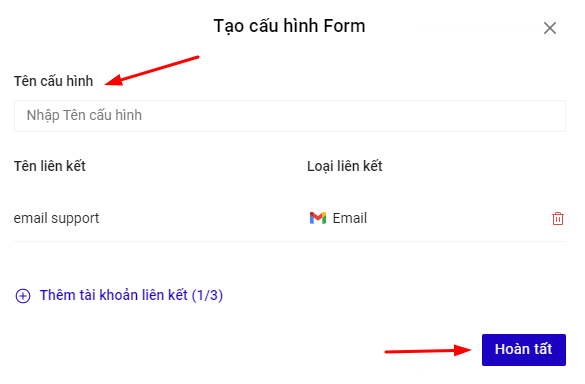 Tạo cấu hình Form
Tên cấu hình
Nhập Tên cấu hình
Tên liên kết
Loại liên kết
email support
Email
Thêm tài khoản liên kết (1/3)
Hoàn tất